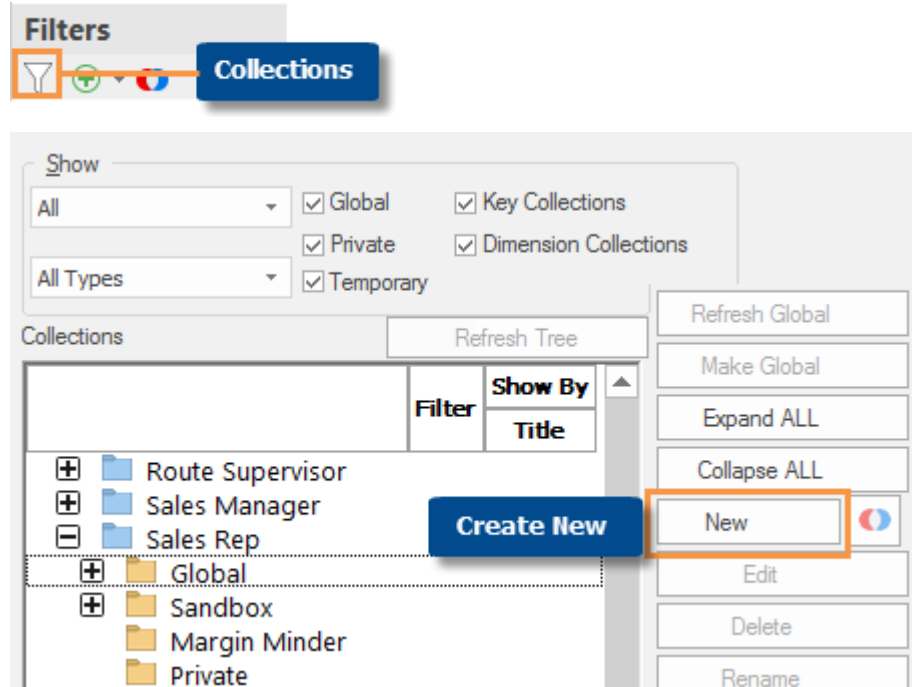 Filters
Collections
Show
All
Global
Key Collections
Private
Dimension Collections
All Types
Temporary
Refresh Global
Collections
Refresh Tree
Make Global
Filter
Show By
Title
Expand ALL
Route Supervisor
Collapse ALL
Sales Manager
Create New
New
Sales Rep
Global
Edit
Sandbox
Delete
Margin Minder
Private
Rename